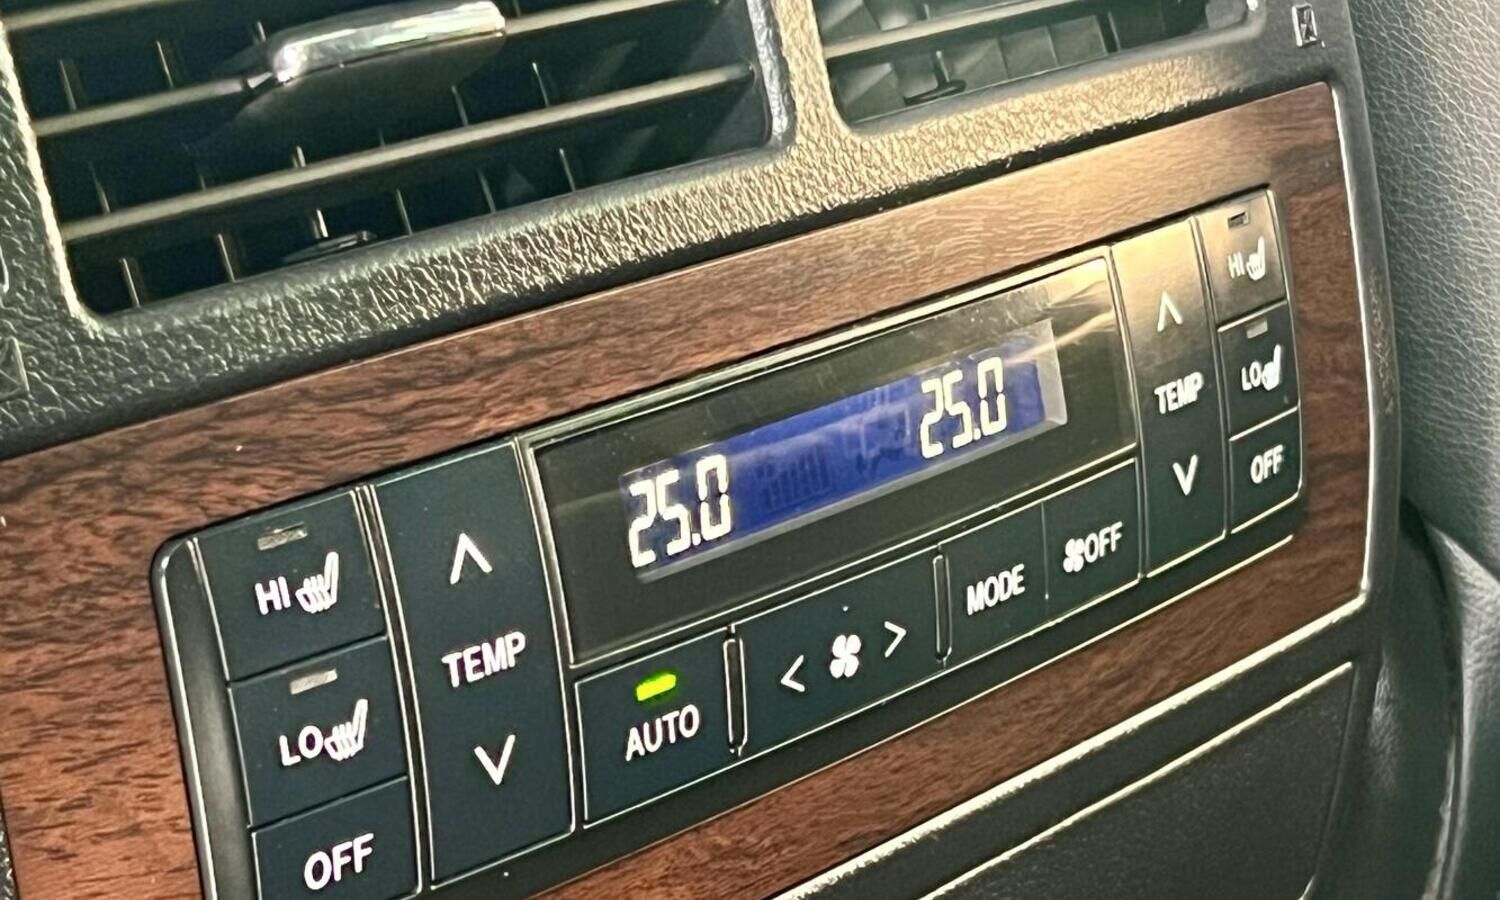 25.0 25.0
HI
LO
OFF
TEMP
AUTO
MODE
OFF
TEMP
HI
LO
OFF